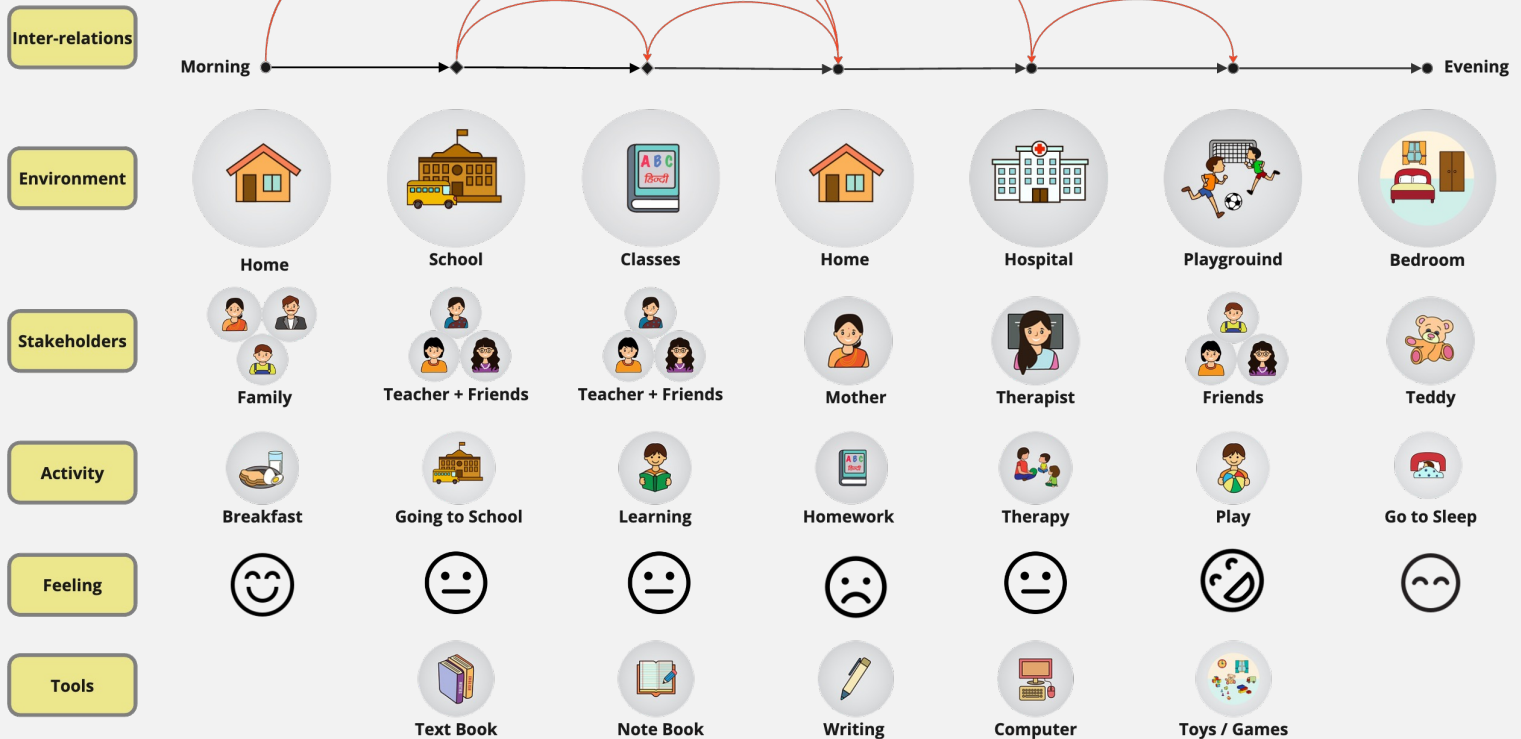 Inter-relations
Morning
Evening
Environment
A B C
हिन्दी
Home
School
Classes
Home
Hospital
Playgrouind
Bedroom
Stakeholders
Family
Teacher + Friends
Teacher + Friends
Mother
Therapist
Friends
Teddy
Activity
A B C
हिन्दी
Breakfast
Going to School
Learning
Homework
Therapy
Play
Go to Sleep
Feeling
Tools
Text Book
Note Book
Writing
Computer
Toys / Games